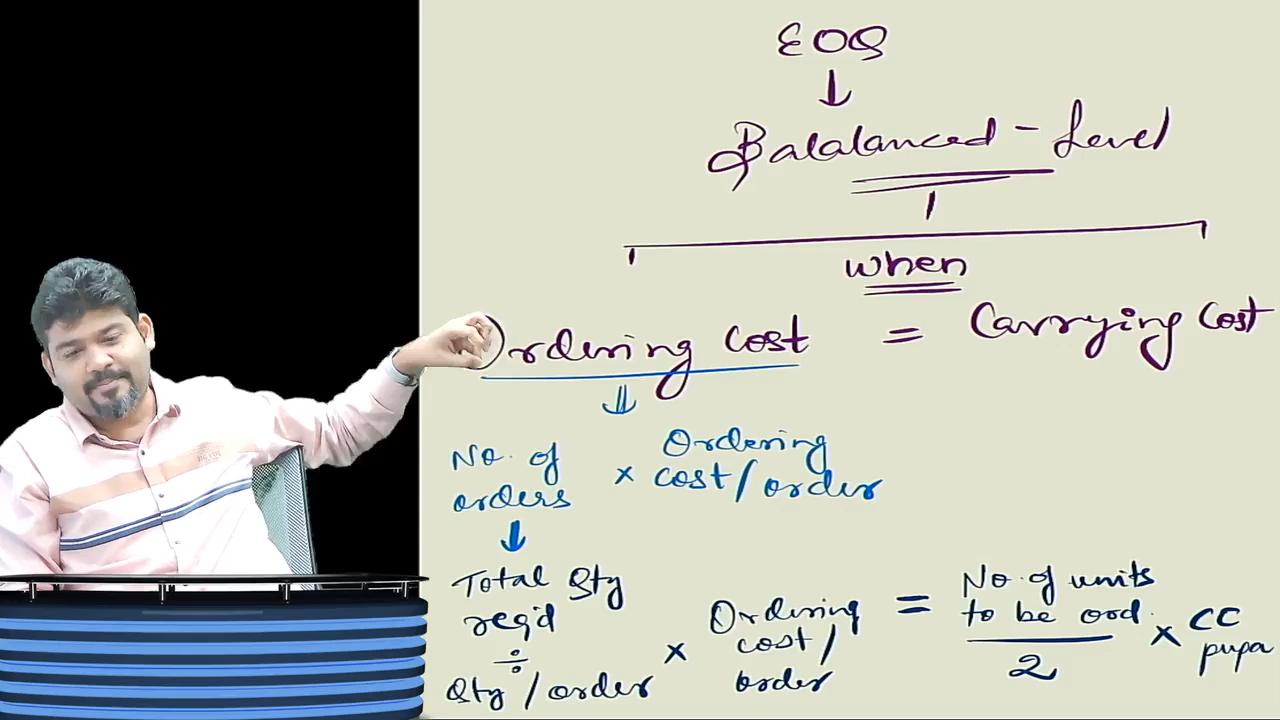 EOQ
↓
Balalanced - Level
when
Ordering Cost = Carrying Cost
↓
No. of orders × Ordering cost/order
↓
Total Qty req'd ÷ Qty/order × Ordering cost/order = No. of units to be ord. / 2 × CC pupa